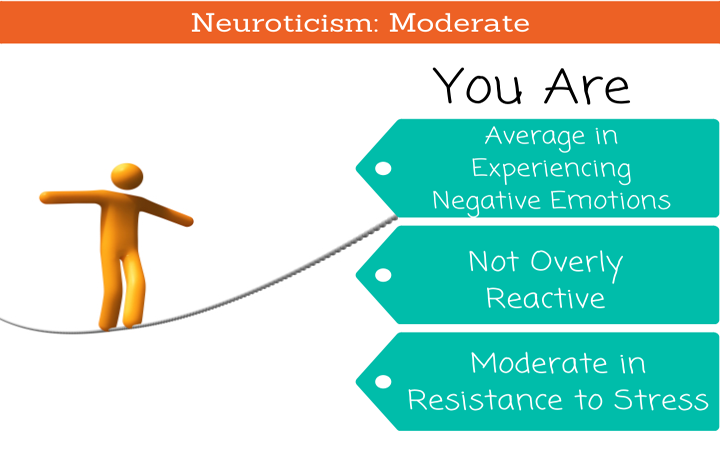 Neuroticism: Moderate
You Are
Average in
Experiencing
Negative Emotions
Not Overly
Reactive
Moderate in
Resistance to Stress